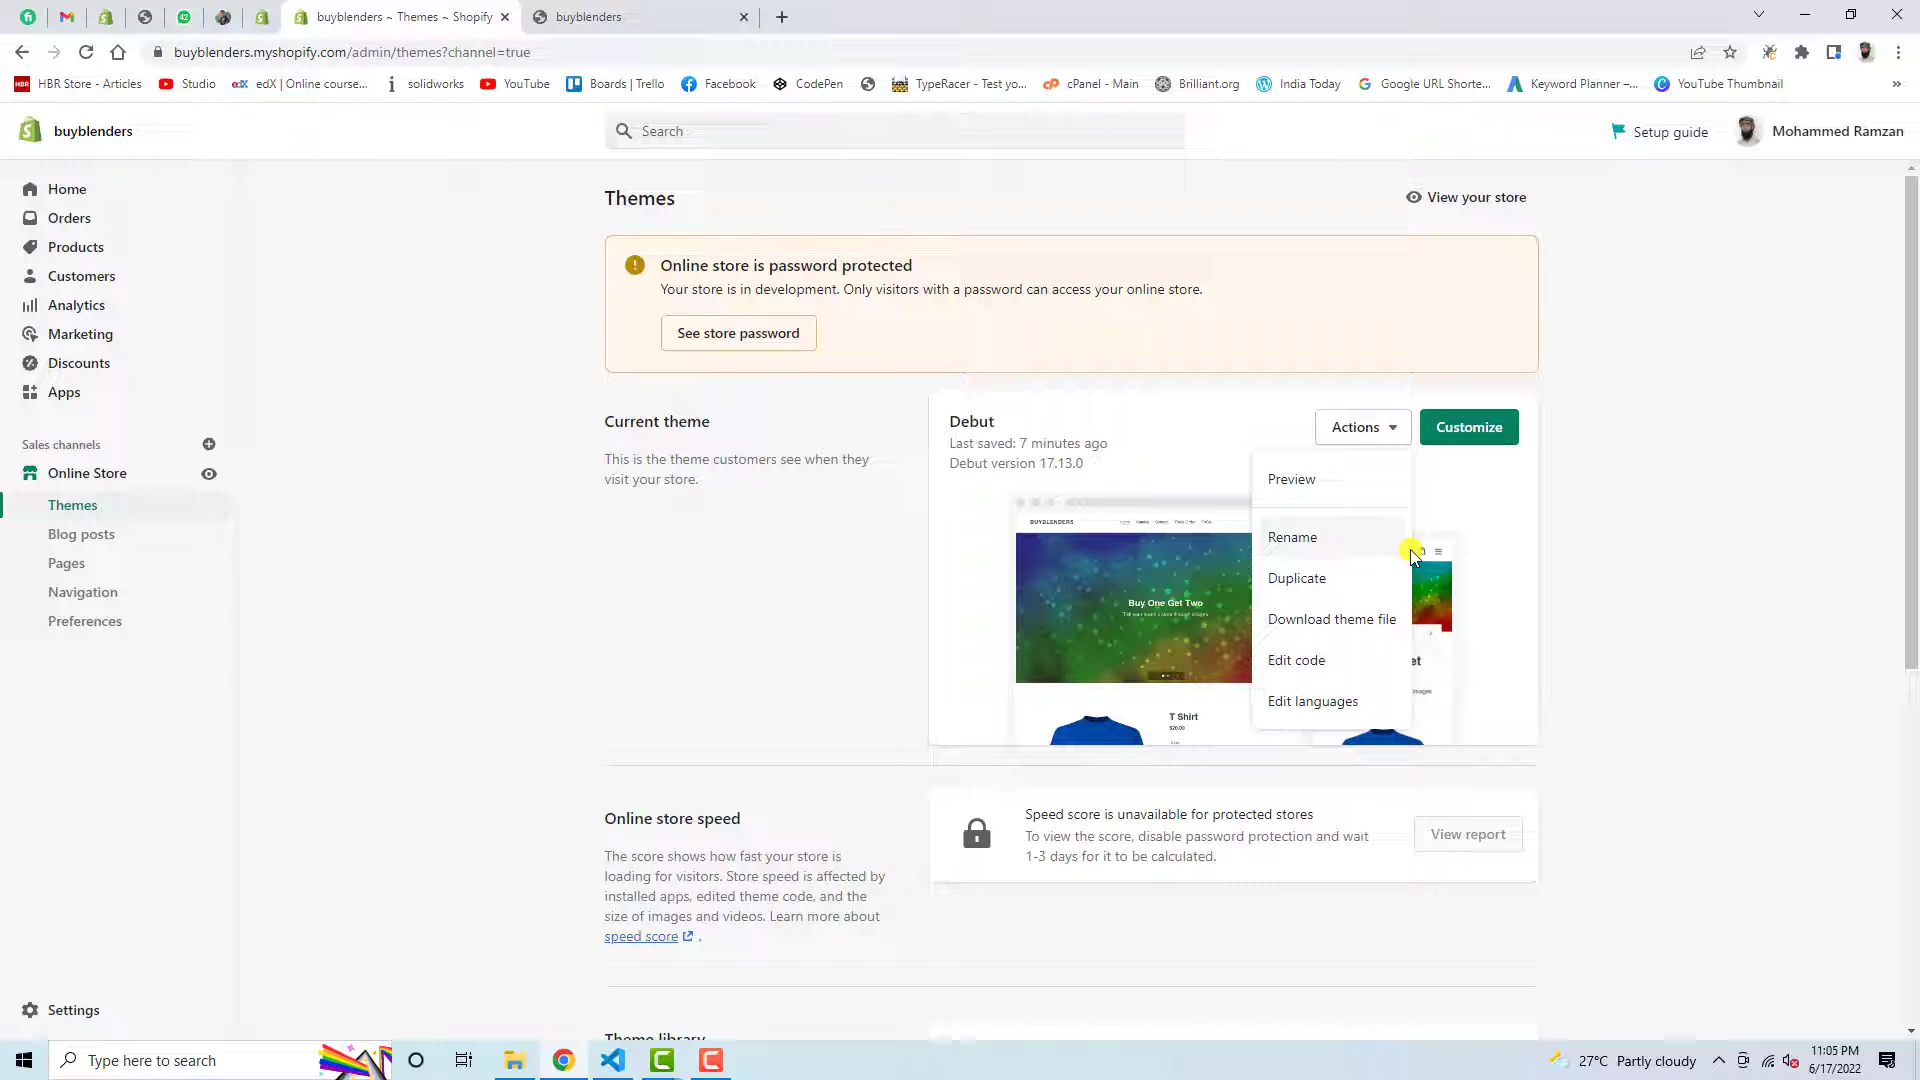 buyblenders ~ Themes ~ Shopify
buyblenders
buyblenders.myshopify.com/admin/themes?channel=true
HBR Store - Articles
Studio
edX | Online course...
solidworks
YouTube
Boards | Trello
Facebook
CodePen
TypeRacer - Test yo...
cPanel - Main
Brilliant.org
India Today
Google URL Shorte...
Keyword Planner –...
YouTube Thumbnail
buyblenders
Search
Setup guide
Mohammed Ramzan
Home
Orders
Products
Customers
Analytics
Marketing
Discounts
Apps
Sales channels
Online Store
Themes
Blog posts
Pages
Navigation
Preferences
Settings
Themes
View your store
Online store is password protected
Your store is in development. Only visitors with a password can access your online store.
See store password
Current theme
This is the theme customers see when they
visit your store.
Debut
Last saved: 7 minutes ago
Debut version 17.13.0
Actions
Customize
Preview
Rename
Duplicate
Download theme file
Edit code
Edit languages
BUYBLENDERS
Buy One Get Two
T Shirt
$20.00
Online store speed
The score shows how fast your store is
loading for visitors. Store speed is affected by
installed apps, edited theme code, and the
size of images and videos. Learn more about
speed score .
Speed score is unavailable for protected stores
To view the score, disable password protection and wait
1-3 days for it to be calculated.
View report
Theme library
Type here to search
27°C Partly cloudy
11:05 PM
6/17/2022